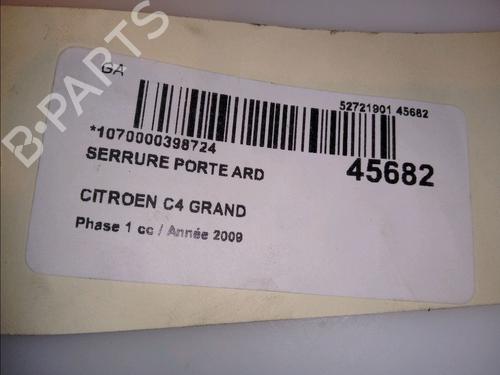 GA
52721901 45682
*1070000398724
SERRURE PORTE ARD
45682
CITROEN C4 GRAND
Phase 1 cc / Année 2009
B-PARTS